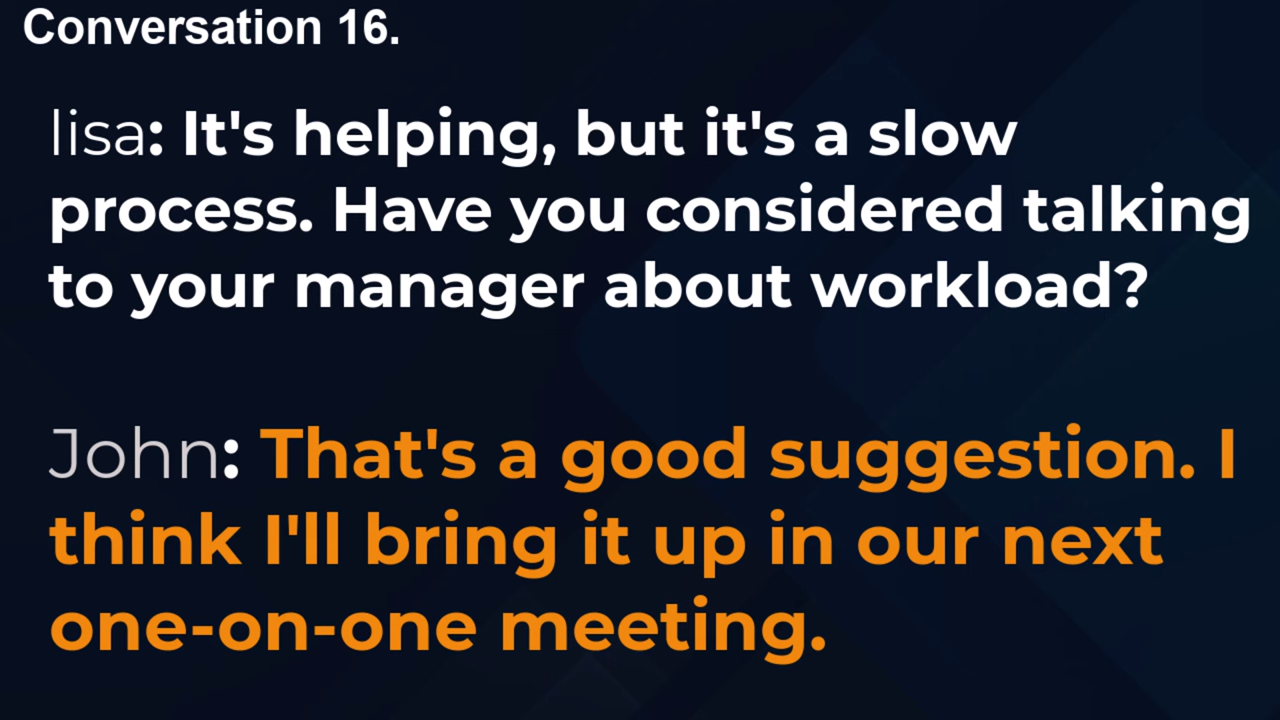 Conversation 16.
lisa: It's helping, but it's a slow
process. Have you considered talking
to your manager about workload?
John: That's a good suggestion. I
think I'll bring it up in our next
one-on-one meeting.